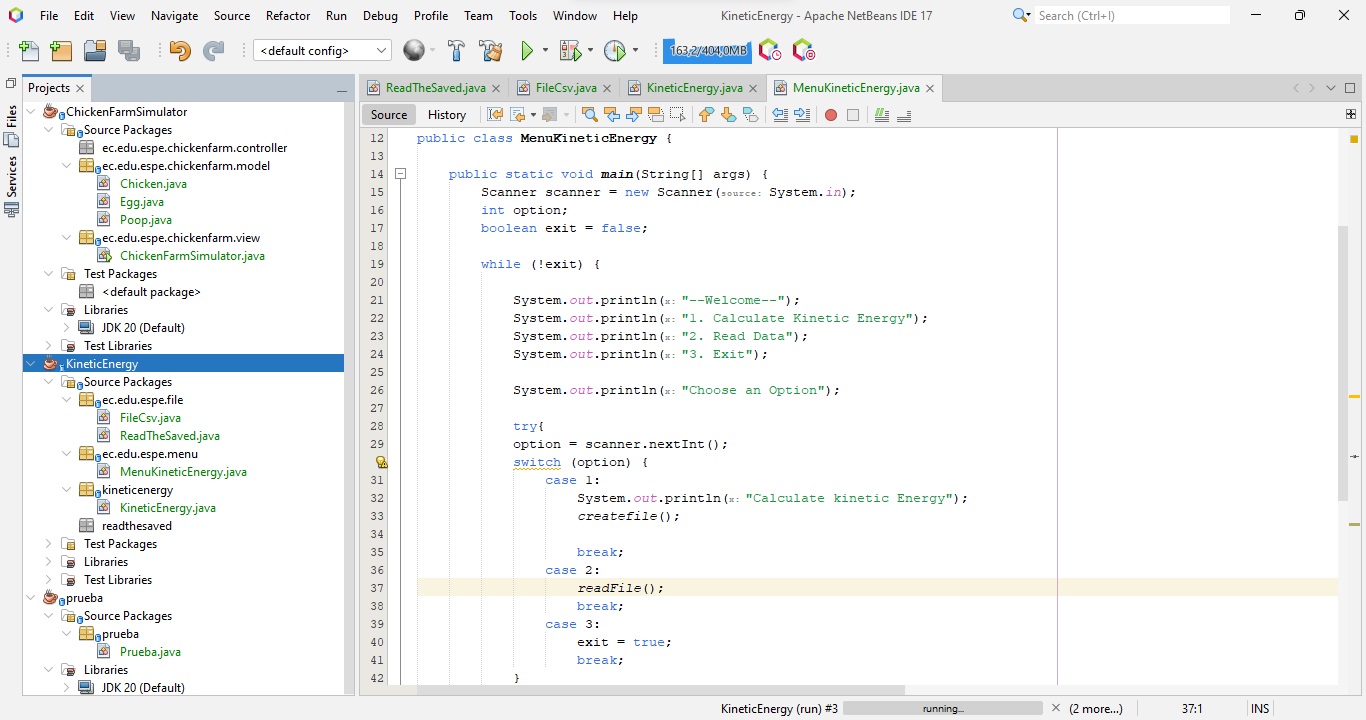 File Edit View Navigate Source Refactor Run Debug Profile Team Tools Window Help
KineticEnergy - Apache NetBeans IDE 17
Search (Ctrl+I)
<default config>
163,2/404,0MB
Projects
Files
Services
ChickenFarmSimulator
Source Packages
ec.edu.espe.chickenfarm.controller
ec.edu.espe.chickenfarm.model
Chicken.java
Egg.java
Poop.java
ec.edu.espe.chickenfarm.view
ChickenFarmSimulator.java
Test Packages
<default package>
Libraries
JDK 20 (Default)
Test Libraries
KineticEnergy
Source Packages
ec.edu.espe.file
FileCsv.java
ReadTheSaved.java
ec.edu.espe.menu
MenuKineticEnergy.java
kineticenergy
KineticEnergy.java
readthesaved
Test Packages
Libraries
Test Libraries
prueba
Source Packages
prueba
Prueba.java
Libraries
JDK 20 (Default)
ReadTheSaved.java FileCsv.java KineticEnergy.java MenuKineticEnergy.java
Source History
12 public class MenuKineticEnergy {
13
14 public static void main(String[] args) {
15 Scanner scanner = new Scanner(source: System.in);
16 int option;
17 boolean exit = false;
18
19 while (!exit) {
20
21 System.out.println(x: "--Welcome--");
22 System.out.println(x: "1. Calculate Kinetic Energy");
23 System.out.println(x: "2. Read Data");
24 System.out.println(x: "3. Exit");
25
26 System.out.println(x: "Choose an Option");
27
28 try{
29 option = scanner.nextInt();
switch (option) {
31 case 1:
32 System.out.println(x: "Calculate kinetic Energy");
33 createfile();
34
35 break;
36 case 2:
37 readFile();
38 break;
39 case 3:
40 exit = true;
41 break;
42 }
KineticEnergy (run) #3 running... (2 more...) 37:1 INS